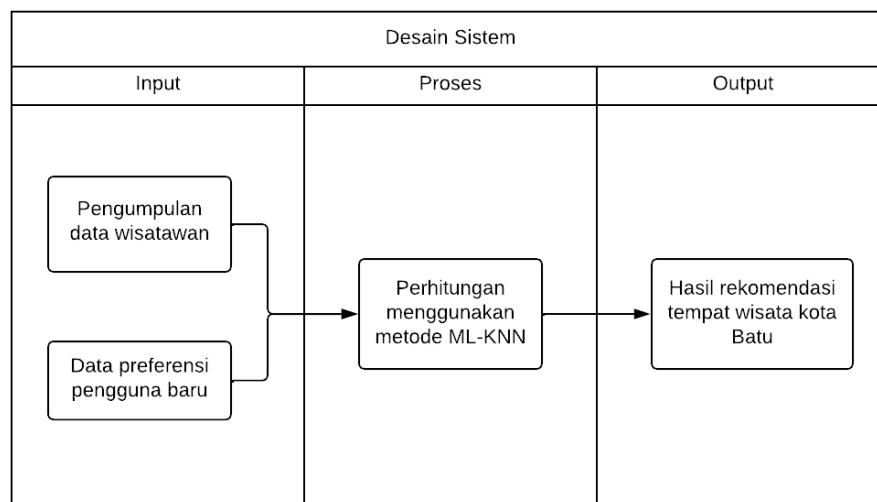 Desain Sistem
Input
Proses
Output
Pengumpulan
data wisatawan
Data preferensi
pengguna baru
Perhitungan
menggunakan
metode ML-KNN
Hasil rekomendasi
tempat wisata kota
Batu